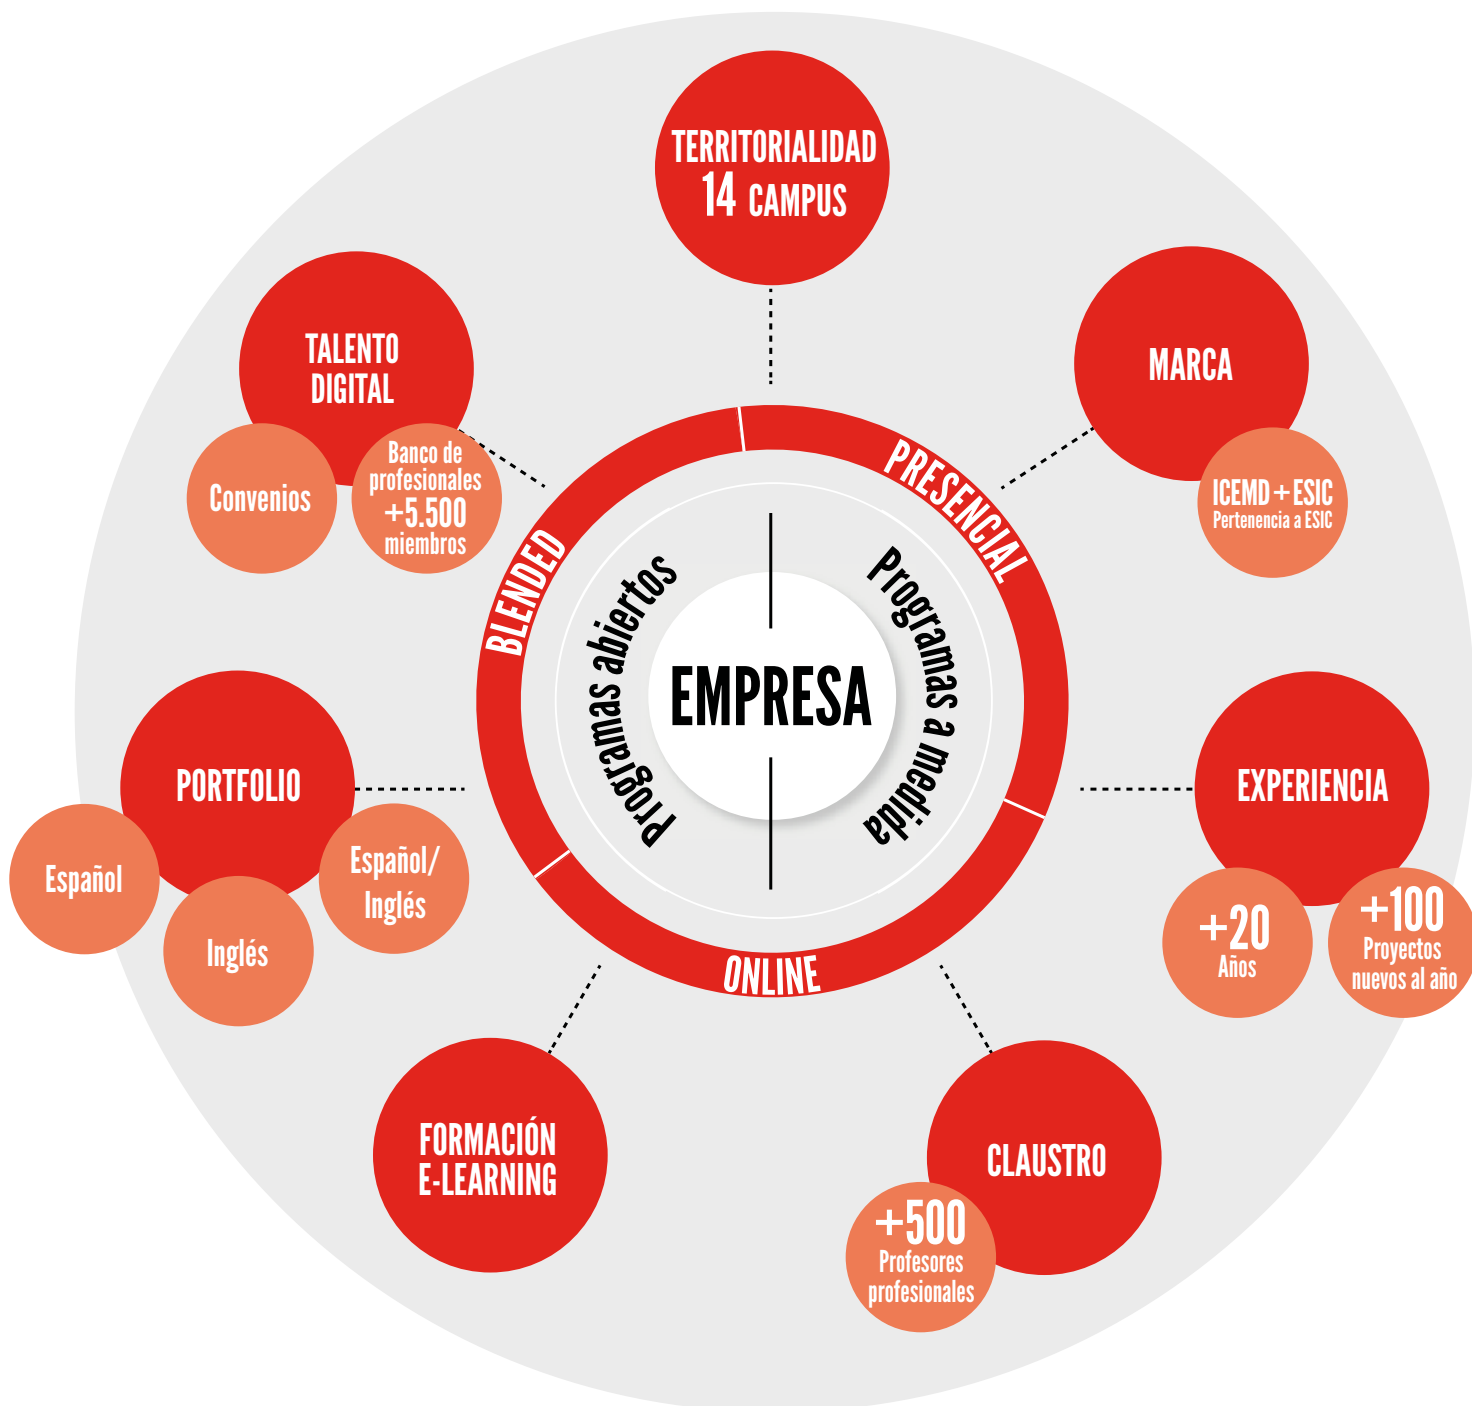 TERRITORIALIDAD
14 CAMPUS
MARCA
ICEMD + ESIC
Pertenencia a ESIC
EXPERIENCIA
+20
Años
+100
Proyectos
nuevos al año
CLAUSTRO
+500
Profesores
profesionales
FORMACIÓN
E-LEARNING
PORTFOLIO
Español
Inglés
Español/
Inglés
TALENTO
DIGITAL
Convenios
Banco de
profesionales
+5.500
miembros
BLENDED
PRESENCIAL
ONLINE
Programas abiertos
Programas a medida
EMPRESA